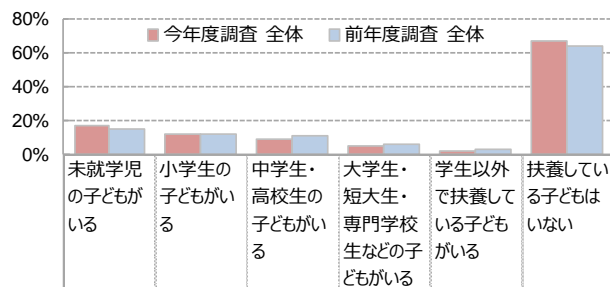 80%
60%
40%
20%
0%
今年度調査 全体
前年度調査 全体
未就学児
の子どもが
いる
小学生の
子どもがい
る
中学生・
高校生の
子どもがい
る
大学生・
短大生・
専門学校
生などの子
どもがいる
学生以外
で扶養して
いる子ども
がいる
扶養してい
る子どもは
いない